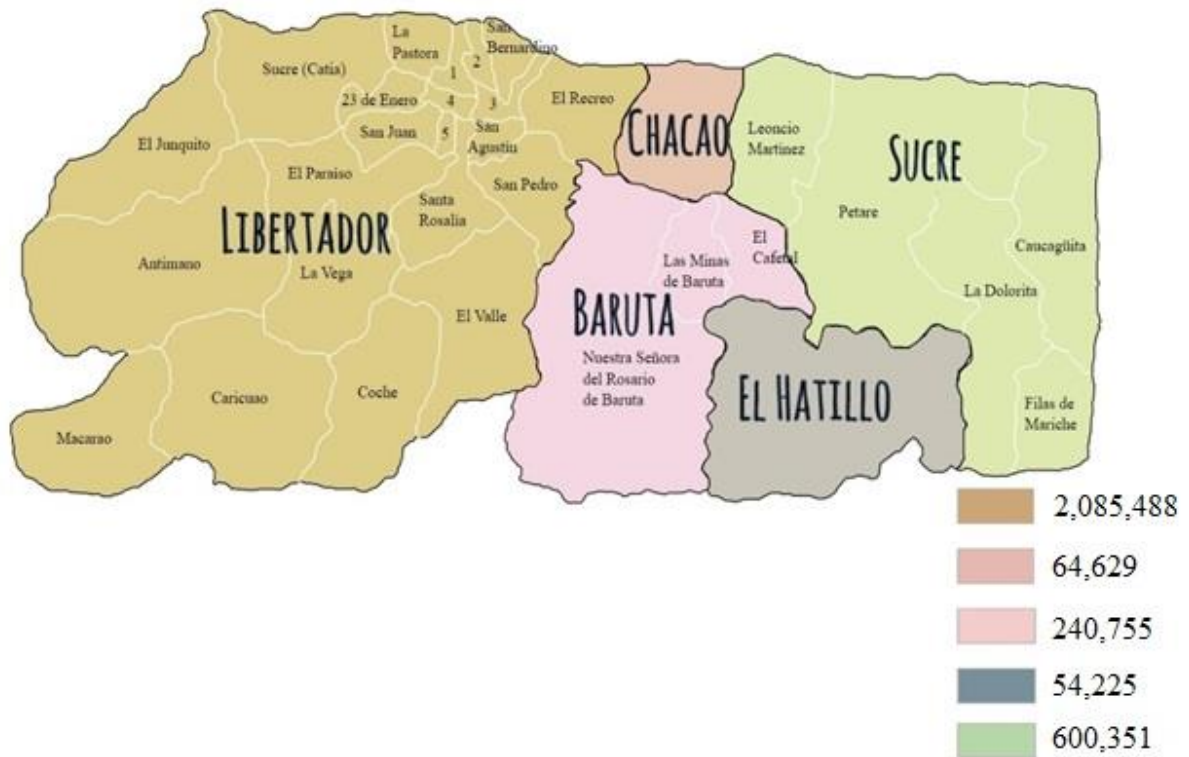 La
Pastora
San
Bernardino
Sucre (Catia)
1
2
23 de Enero
4
3
El Recreo
San Juan
5
San
Agustin
El Junquito
El Paraiso
San Pedro
Santa
Rosalia
LIBERTADOR
Antimano
La Vega
El Valle
Caricuao
Coche
Macarao
CHACAO
Leoncio
Martinez
SUCRE
Petare
Caucagüita
La Dolorita
Filas de
Mariche
El
Cafetal
Las Minas
de Baruta
BARUTA
Nuestra Señora
del Rosario
de Baruta
EL HATILLO
2,085,488
64,629
240,755
54,225
600,351